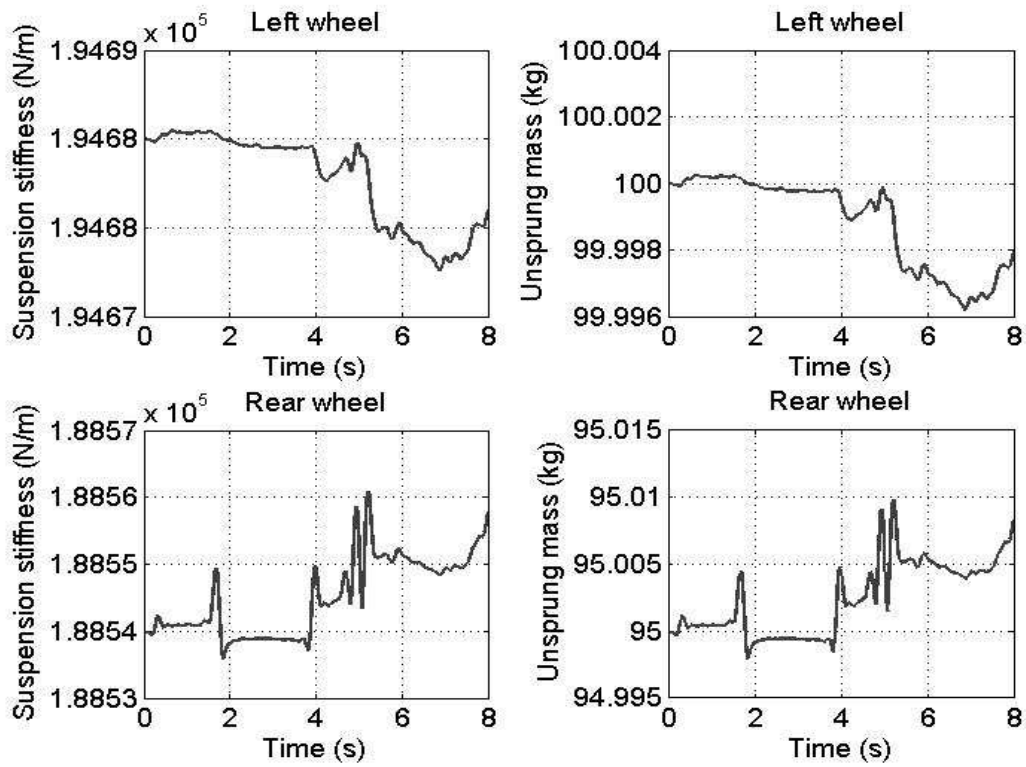 Left wheel
x 10^5
Suspension stiffness (N/m)
1.9469
1.9468
1.9468
1.9467
0 2 4 6 8
Time (s)
Left wheel
Unsprung mass (kg)
100.004
100.002
100
99.998
99.996
0 2 4 6 8
Time (s)
Rear wheel
x 10^5
Suspension stiffness (N/m)
1.8857
1.8856
1.8855
1.8854
1.8853
0 2 4 6 8
Time (s)
Rear wheel
Unsprung mass (kg)
95.015
95.01
95.005
95
94.995
0 2 4 6 8
Time (s)